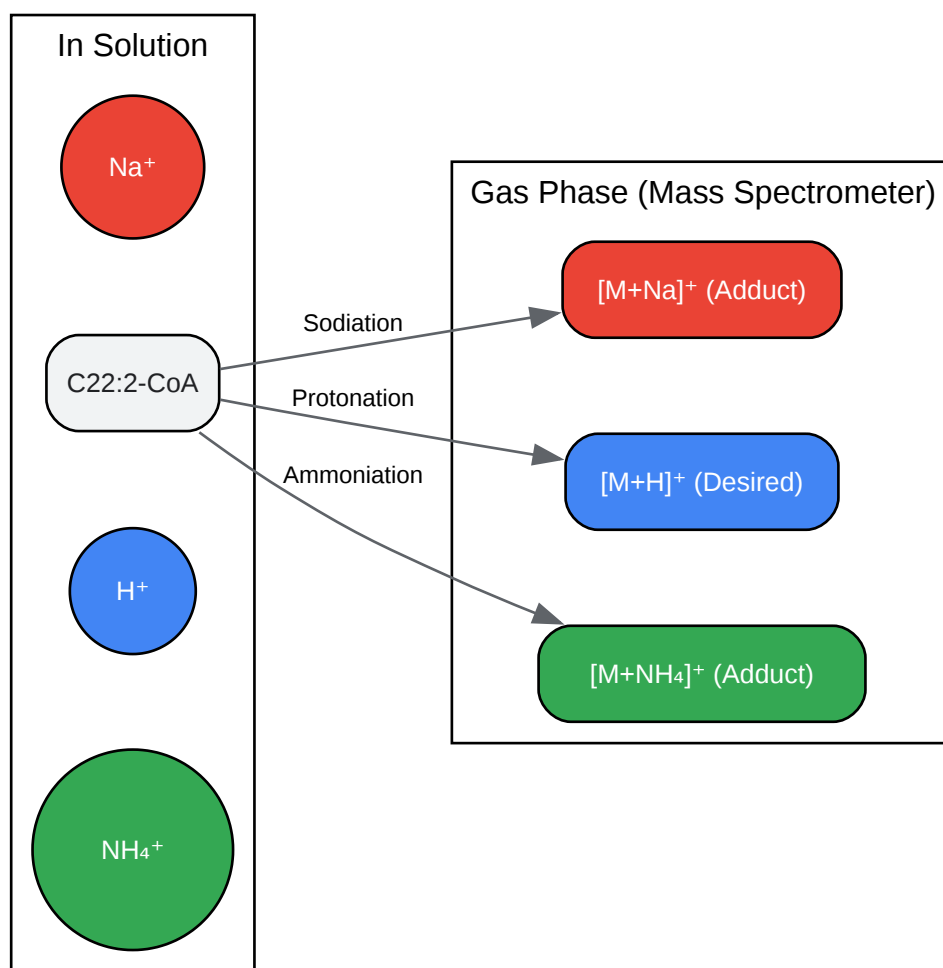 In Solution
Na⁺
C22:2-CoA
H⁺
NH₄⁺
Sodiation
Protonation
Ammoniation
Gas Phase (Mass Spectrometer)
[M+Na]⁺ (Adduct)
[M+H]⁺ (Desired)
[M+NH₄]⁺ (Adduct)